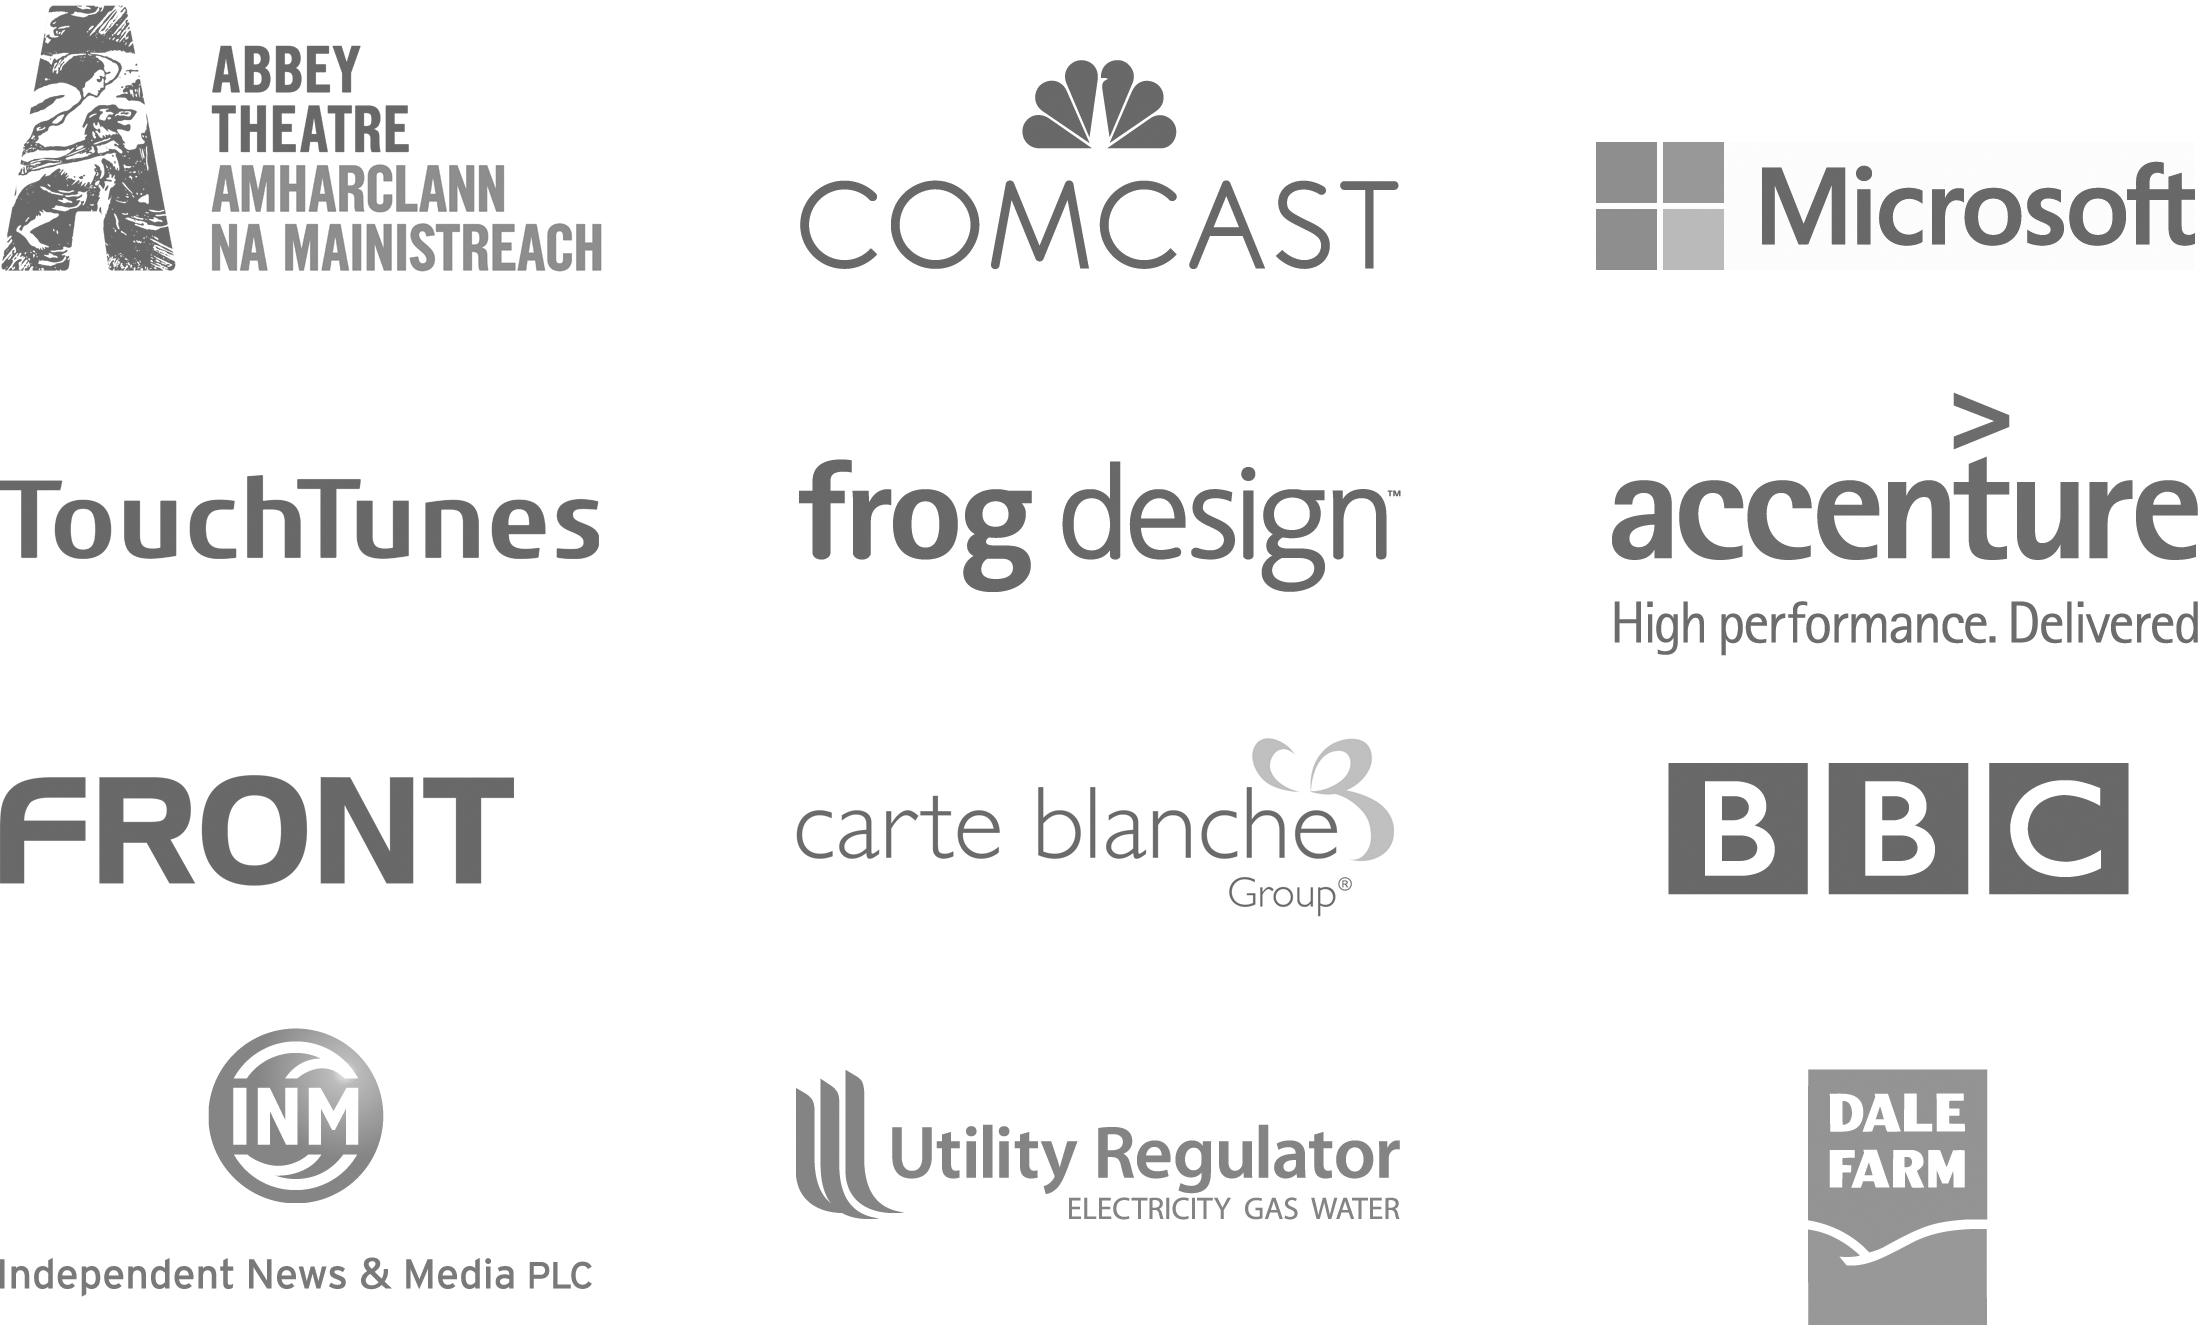 ABBEY
THEATRE
AMHARCLANN
NA MAINISTREACH
COMCAST
Microsoft
TouchTunes
frog design™
accenture
High performance. Delivered
FRONT
carte blanche
Group®
BBC
INM
Independent News & Media PLC
Utility Regulator
ELECTRICITY GAS WATER
DALE
FARM